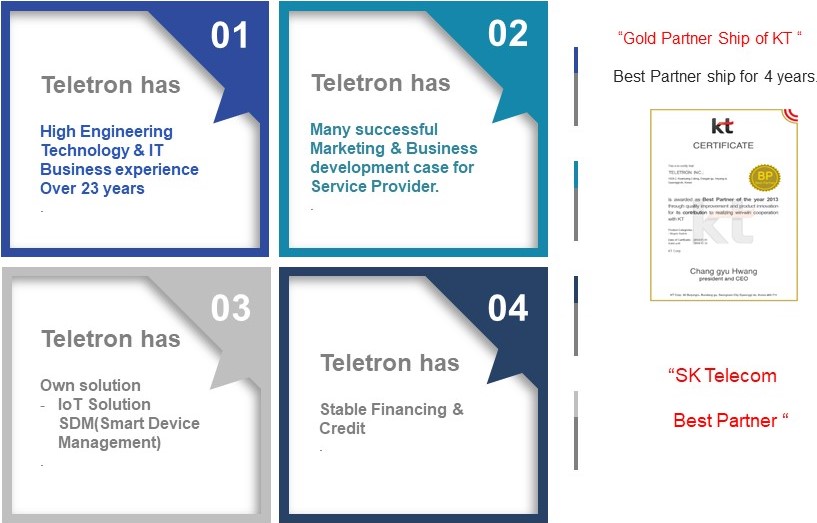 01
Teletron has
High Engineering
Technology & IT
Business experience
Over 23 years
.
02
Teletron has
Many successful
Marketing & Business
development case for
Service Provider.
.
03
Teletron has
Own solution
- IoT Solution
SDM(Smart Device
Management)
.
04
Teletron has
Stable Financing &
Credit
.
“Gold Partner Ship of KT “
Best Partner ship for 4 years.
kt
CERTIFICATE
TELETRON INC.
BP
is awarded as Best Partner of the year 2013
through quality improvement and product innovation
for its contribution to realizing win-win cooperation
with KT
kt
Chang gyu Hwang
president and CEO
“SK Telecom
Best Partner “